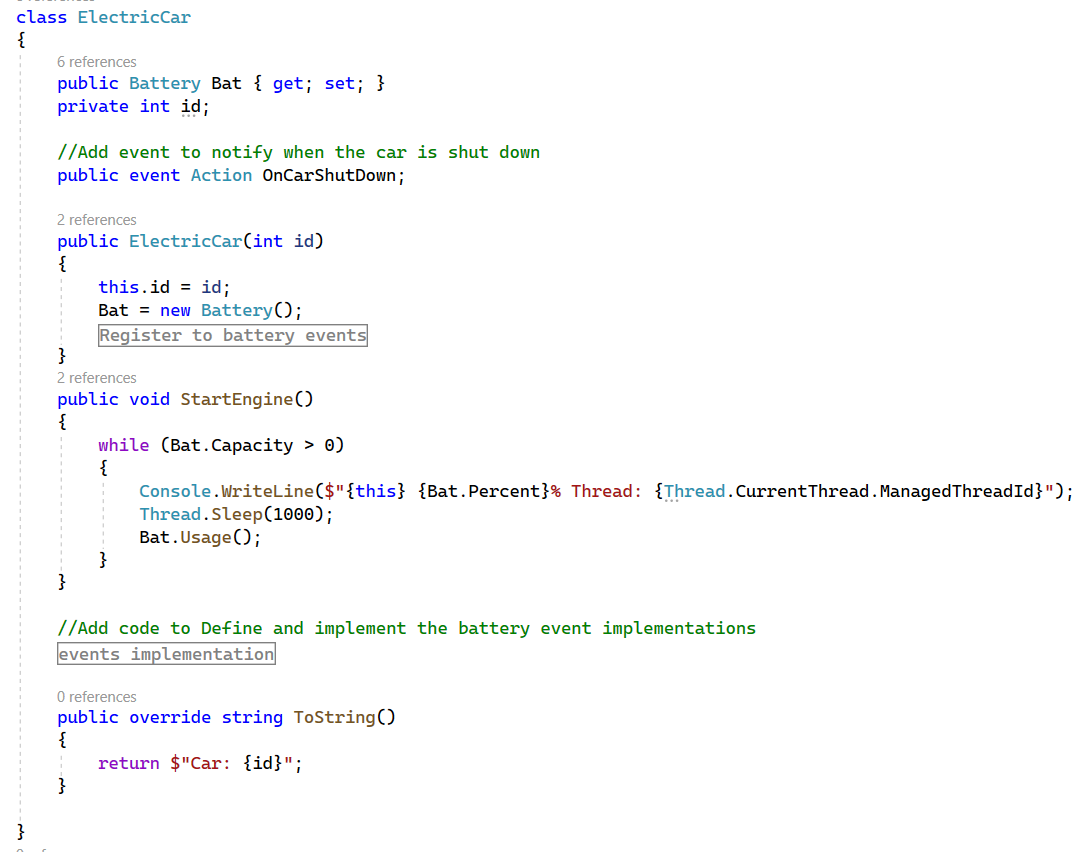 class ElectricCar
{
6 references
public Battery Bat { get; set; }
private int id;
//Add event to notify when the car is shut down
public event Action OnCarShutDown;
2 references
public ElectricCar(int id)
{
this.id = id;
Bat = new Battery();
Register to battery events
}
2 references
public void StartEngine()
{
while (Bat.Capacity > 0)
{
Console.WriteLine($"{this} {Bat.Percent}% Thread: {Thread.CurrentThread.ManagedThreadId}");
Thread.Sleep(1000);
Bat.Usage();
}
}
//Add code to Define and implement the battery event implementations
events implementation
0 references
public override string ToString()
{
return $"Car: {id}";
}
}